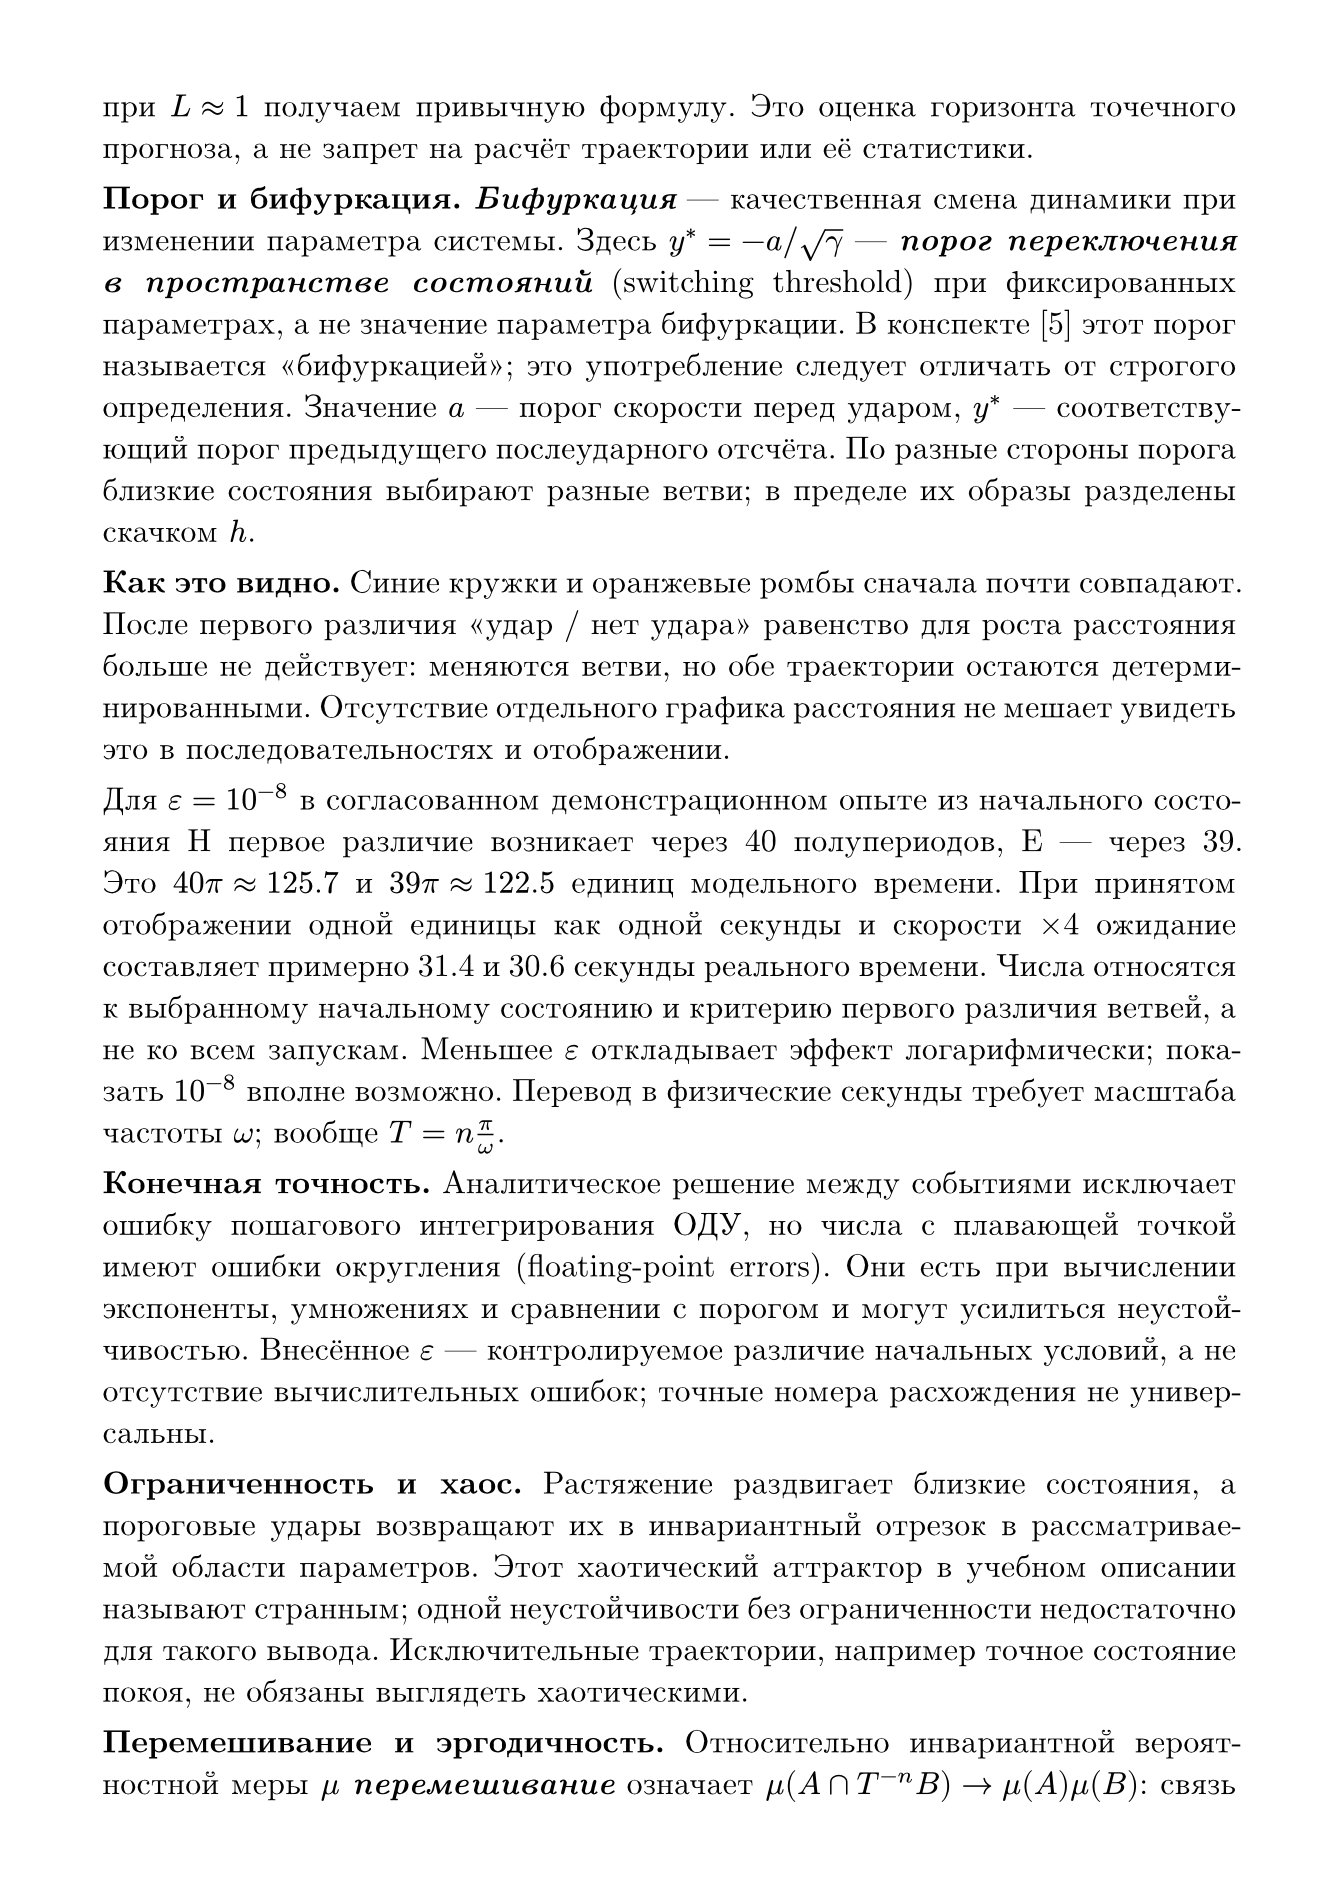 при L ≈ 1 получаем привычную формулу. Это оценка горизонта точечного
прогноза, а не запрет на расчёт траектории или её статистики.
Порог и бифуркация. Бифуркация — качественная смена динамики при
изменении параметра системы. Здесь y* = −a/√γ — порог переключения
в пространстве состояний (switching threshold) при фиксированных
параметрах, а не значение параметра бифуркации. В конспекте [5] этот порог
называется «бифуркацией»; это употребление следует отличать от строгого
определения. Значение a — порог скорости перед ударом, y* — соответству-
ющий порог предыдущего послеударного отсчёта. По разные стороны порога
близкие состояния выбирают разные ветви; в пределе их образы разделены
скачком h.
Как это видно. Синие кружки и оранжевые ромбы сначала почти совпадают.
После первого различия «удар / нет удара» равенство для роста расстояния
больше не действует: меняются ветви, но обе траектории остаются детерми-
нированными. Отсутствие отдельного графика расстояния не мешает увидеть
это в последовательностях и отображении.
Для ε = 10⁻⁸ в согласованном демонстрационном опыте из начального состо-
яния Н первое различие возникает через 40 полупериодов, Е — через 39.
Это 40π ≈ 125.7 и 39π ≈ 122.5 единиц модельного времени. При принятом
отображении одной единицы как одной секунды и скорости ×4 ожидание
составляет примерно 31.4 и 30.6 секунды реального времени. Числа относятся
к выбранному начальному состоянию и критерию первого различия ветвей, а
не ко всем запускам. Меньшее ε откладывает эффект логарифмически; пока-
зать 10⁻⁸ вполне возможно. Перевод в физические секунды требует масштаба
частоты ω; вообще T = n π/ω.
Конечная точность. Аналитическое решение между событиями исключает
ошибку пошагового интегрирования ОДУ, но числа с плавающей точкой
имеют ошибки округления (floating-point errors). Они есть при вычислении
экспоненты, умножениях и сравнении с порогом и могут усилиться неустой-
чивостью. Внесённое ε — контролируемое различие начальных условий, а не
отсутствие вычислительных ошибок; точные номера расхождения не универ-
сальны.
Ограниченность и хаос. Растяжение раздвигает близкие состояния, а
пороговые удары возвращают их в инвариантный отрезок в рассматривае-
мой области параметров. Этот хаотический аттрактор в учебном описании
называют странным; одной неустойчивости без ограниченности недостаточно
для такого вывода. Исключительные траектории, например точное состояние
покоя, не обязаны выглядеть хаотическими.
Перемешивание и эргодичность. Относительно инвариантной вероят-
ностной меры μ перемешивание означает μ(A ∩ T⁻ⁿB) → μ(A)μ(B): связь